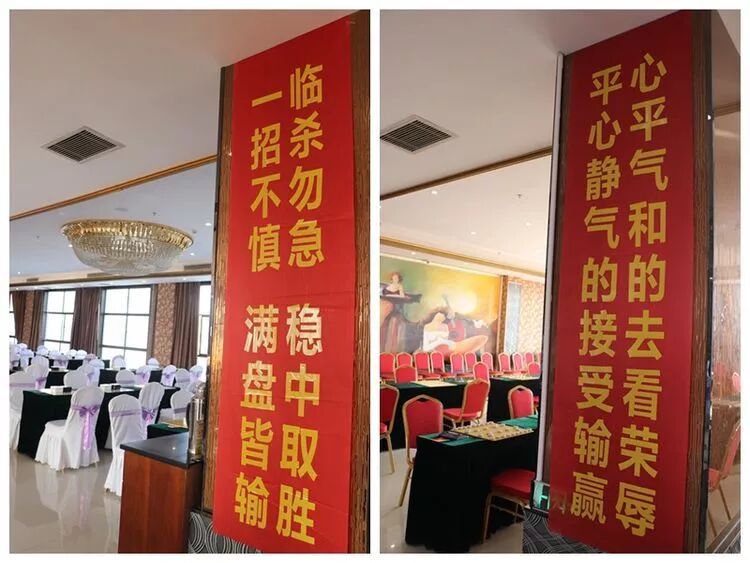 临杀勿急 稳中取胜
一招不慎 满盘皆输
心平气和的去看荣辱
平心静气的接受输赢